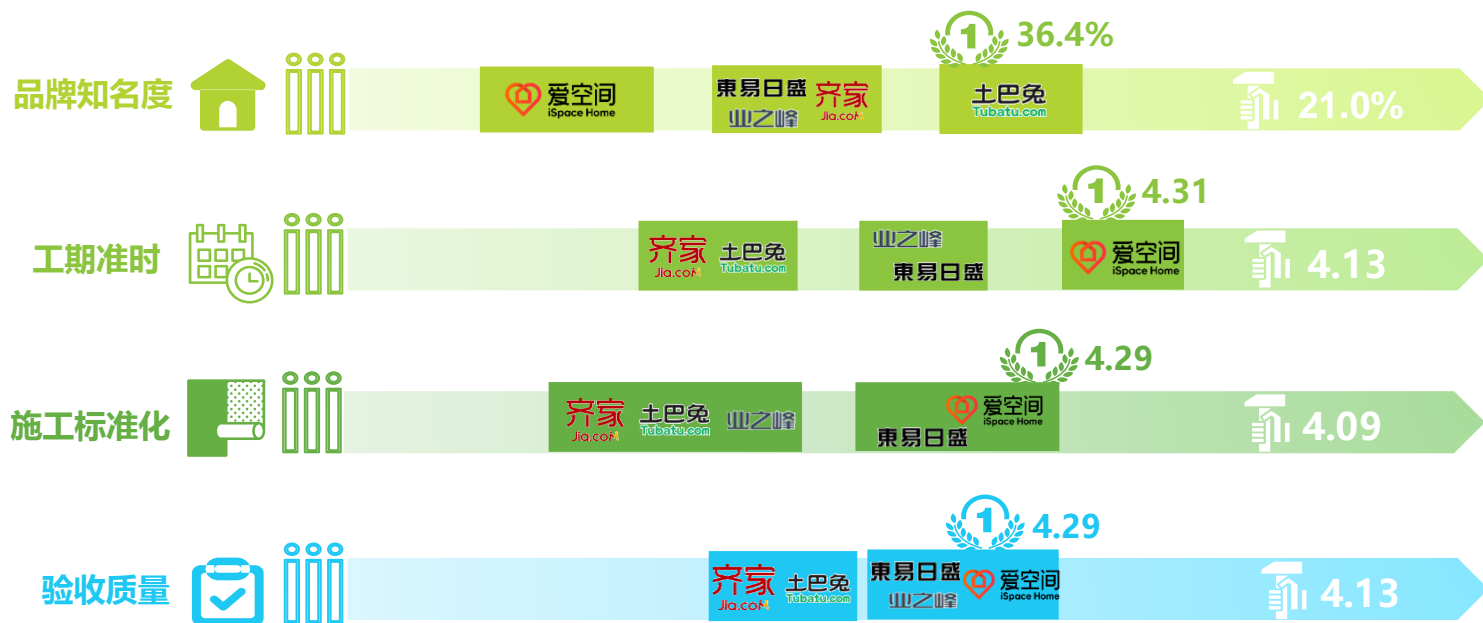 1 36.4%
品牌知名度
爱空间
iSpace Home
東易日盛
业之峰
齐家
Jia.com
土巴兔
Tubatu.com
21.0%
1 4.31
工期准时
齐家
Jia.com
土巴兔
Tubatu.com
业之峰
東易日盛
爱空间
iSpace Home
4.13
1 4.29
施工标准化
齐家
Jia.com
土巴兔
Tubatu.com
业之峰
爱空间
iSpace Home
東易日盛
4.09
1 4.29
验收质量
齐家
Jia.com
土巴兔
Tubatu.com
東易日盛
业之峰
爱空间
iSpace Home
4.13